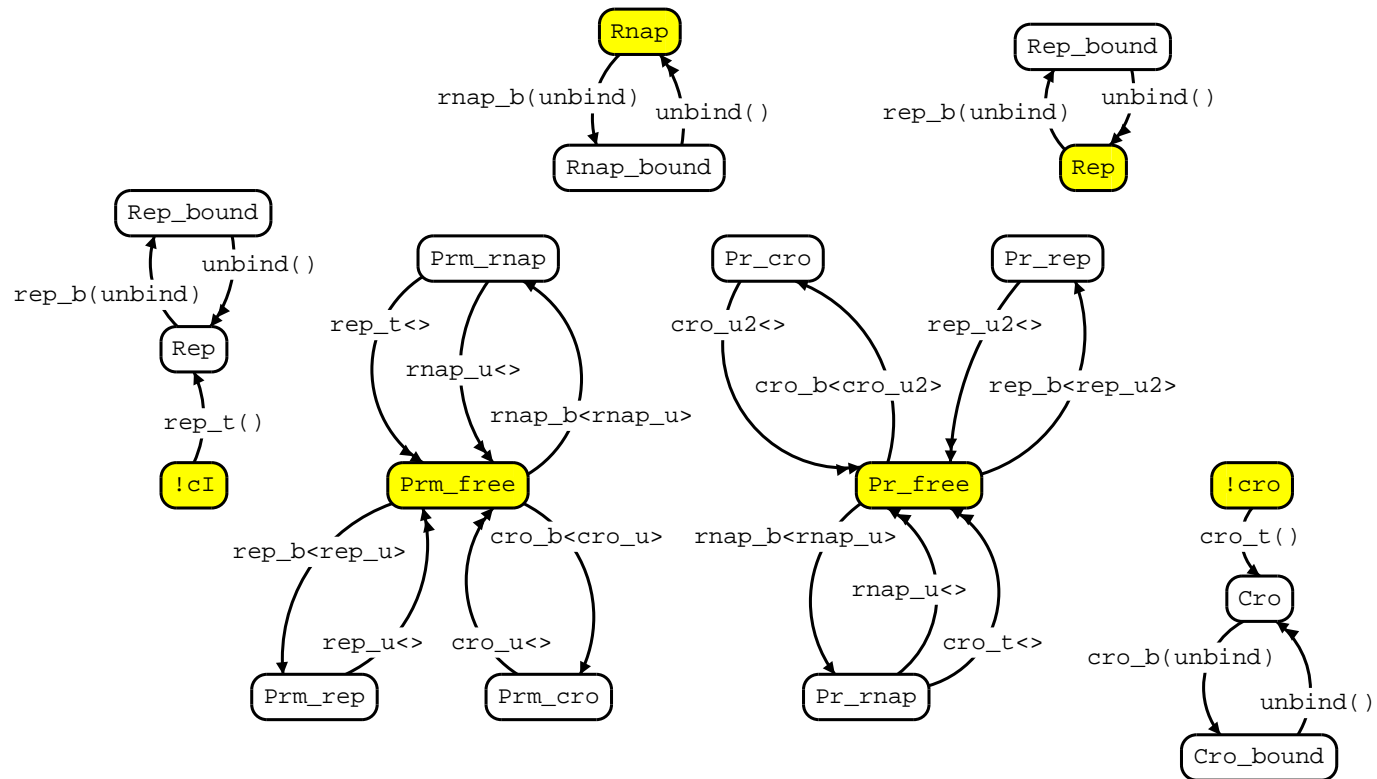 Rnap
rnap_b(unbind)
unbind()
Rnap_bound
Rep_bound
rep_b(unbind)
unbind()
Rep
Rep_bound
unbind()
rep_b(unbind)
Rep
rep_t()
!cI
Prm_rnap
rep_t<>
rnap_u<>
rnap_b<rnap_u>
Prm_free
rep_b<rep_u>
cro_b<cro_u>
rep_u<>
cro_u<>
Prm_rep
Prm_cro
Pr_cro
Pr_rep
cro_u2<>
rep_u2<>
cro_b<cro_u2>
rep_b<rep_u2>
Pr_free
rnap_b<rnap_u>
rnap_u<>
cro_t<>
Pr_rnap
!cro
cro_t()
Cro
cro_b(unbind)
unbind()
Cro_bound